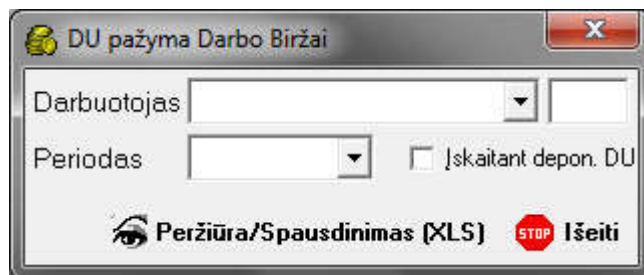 DU pažyma Darbo Biržai
Darbuotojas
Periodas Įskaitant depon. DU
Peržiūra/Spausdinimas (XLS) STOP Išeiti